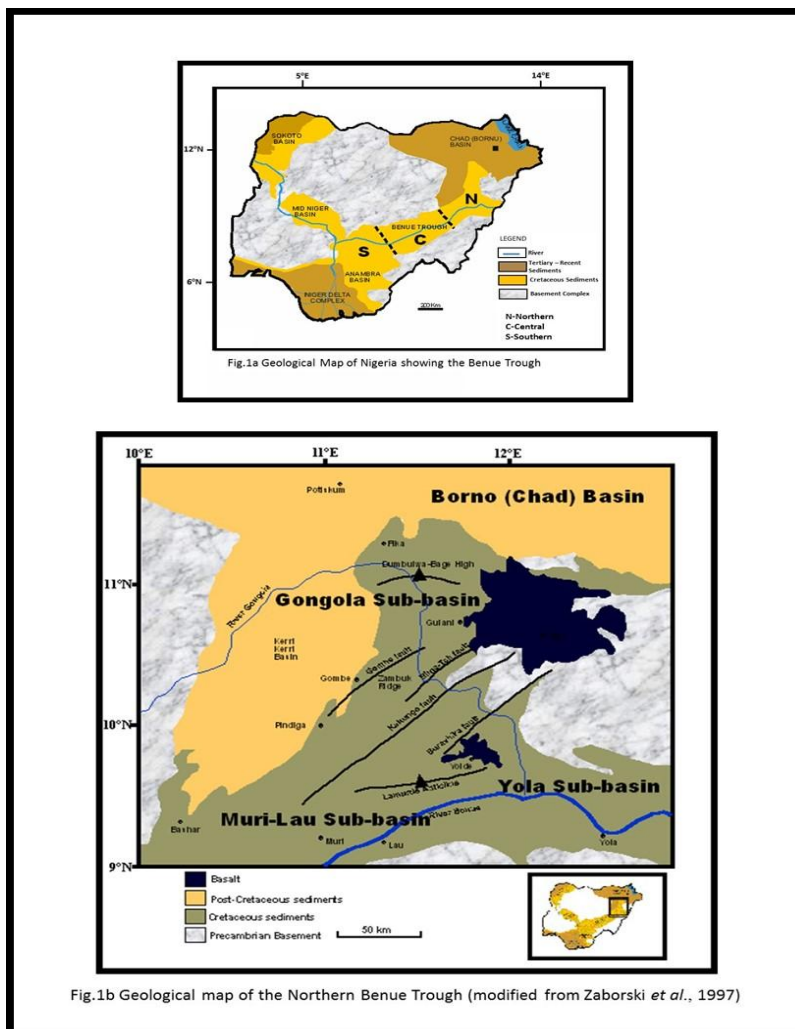 5°E
14°E
12°N
6°N
SOKOTO
BASIN
CHAD (BORNU)
BASIN
MID NIGER
BASIN
BENUE TROUGH
N
C
S
ANAMBRA
BASIN
NIGER DELTA
COMPLEX
200 Km
LEGEND
River
Tertiary – Recent
Sediments
Cretaceous Sediments
Basement Complex
N-Northern
C-Central
S-Southern
Fig.1a Geological Map of Nigeria showing the Benue Trough
10°E
11°E
12°E
Potiskum
Borno (Chad) Basin
Fika
Dumbulwa-Bage High
11°N
Gongola Sub-basin
River Gongola
Gulani
Kerri
Kerri
Basin
Gombe fault
Gombe
Zambuk
Ridge
Kaltungo fault
10°N
Pindiga
Burashika fault
Yolde
Lamurde Anticline
Yola Sub-basin
Muri-Lau Sub-basin
River Benue
Bashar
Muri
Lau
Yola
9°N
Basalt
Post-Cretaceous sediments
Cretaceous sediments
Precambrian Basement
50 km
Fig.1b Geological map of the Northern Benue Trough (modified from Zaborski et al., 1997)